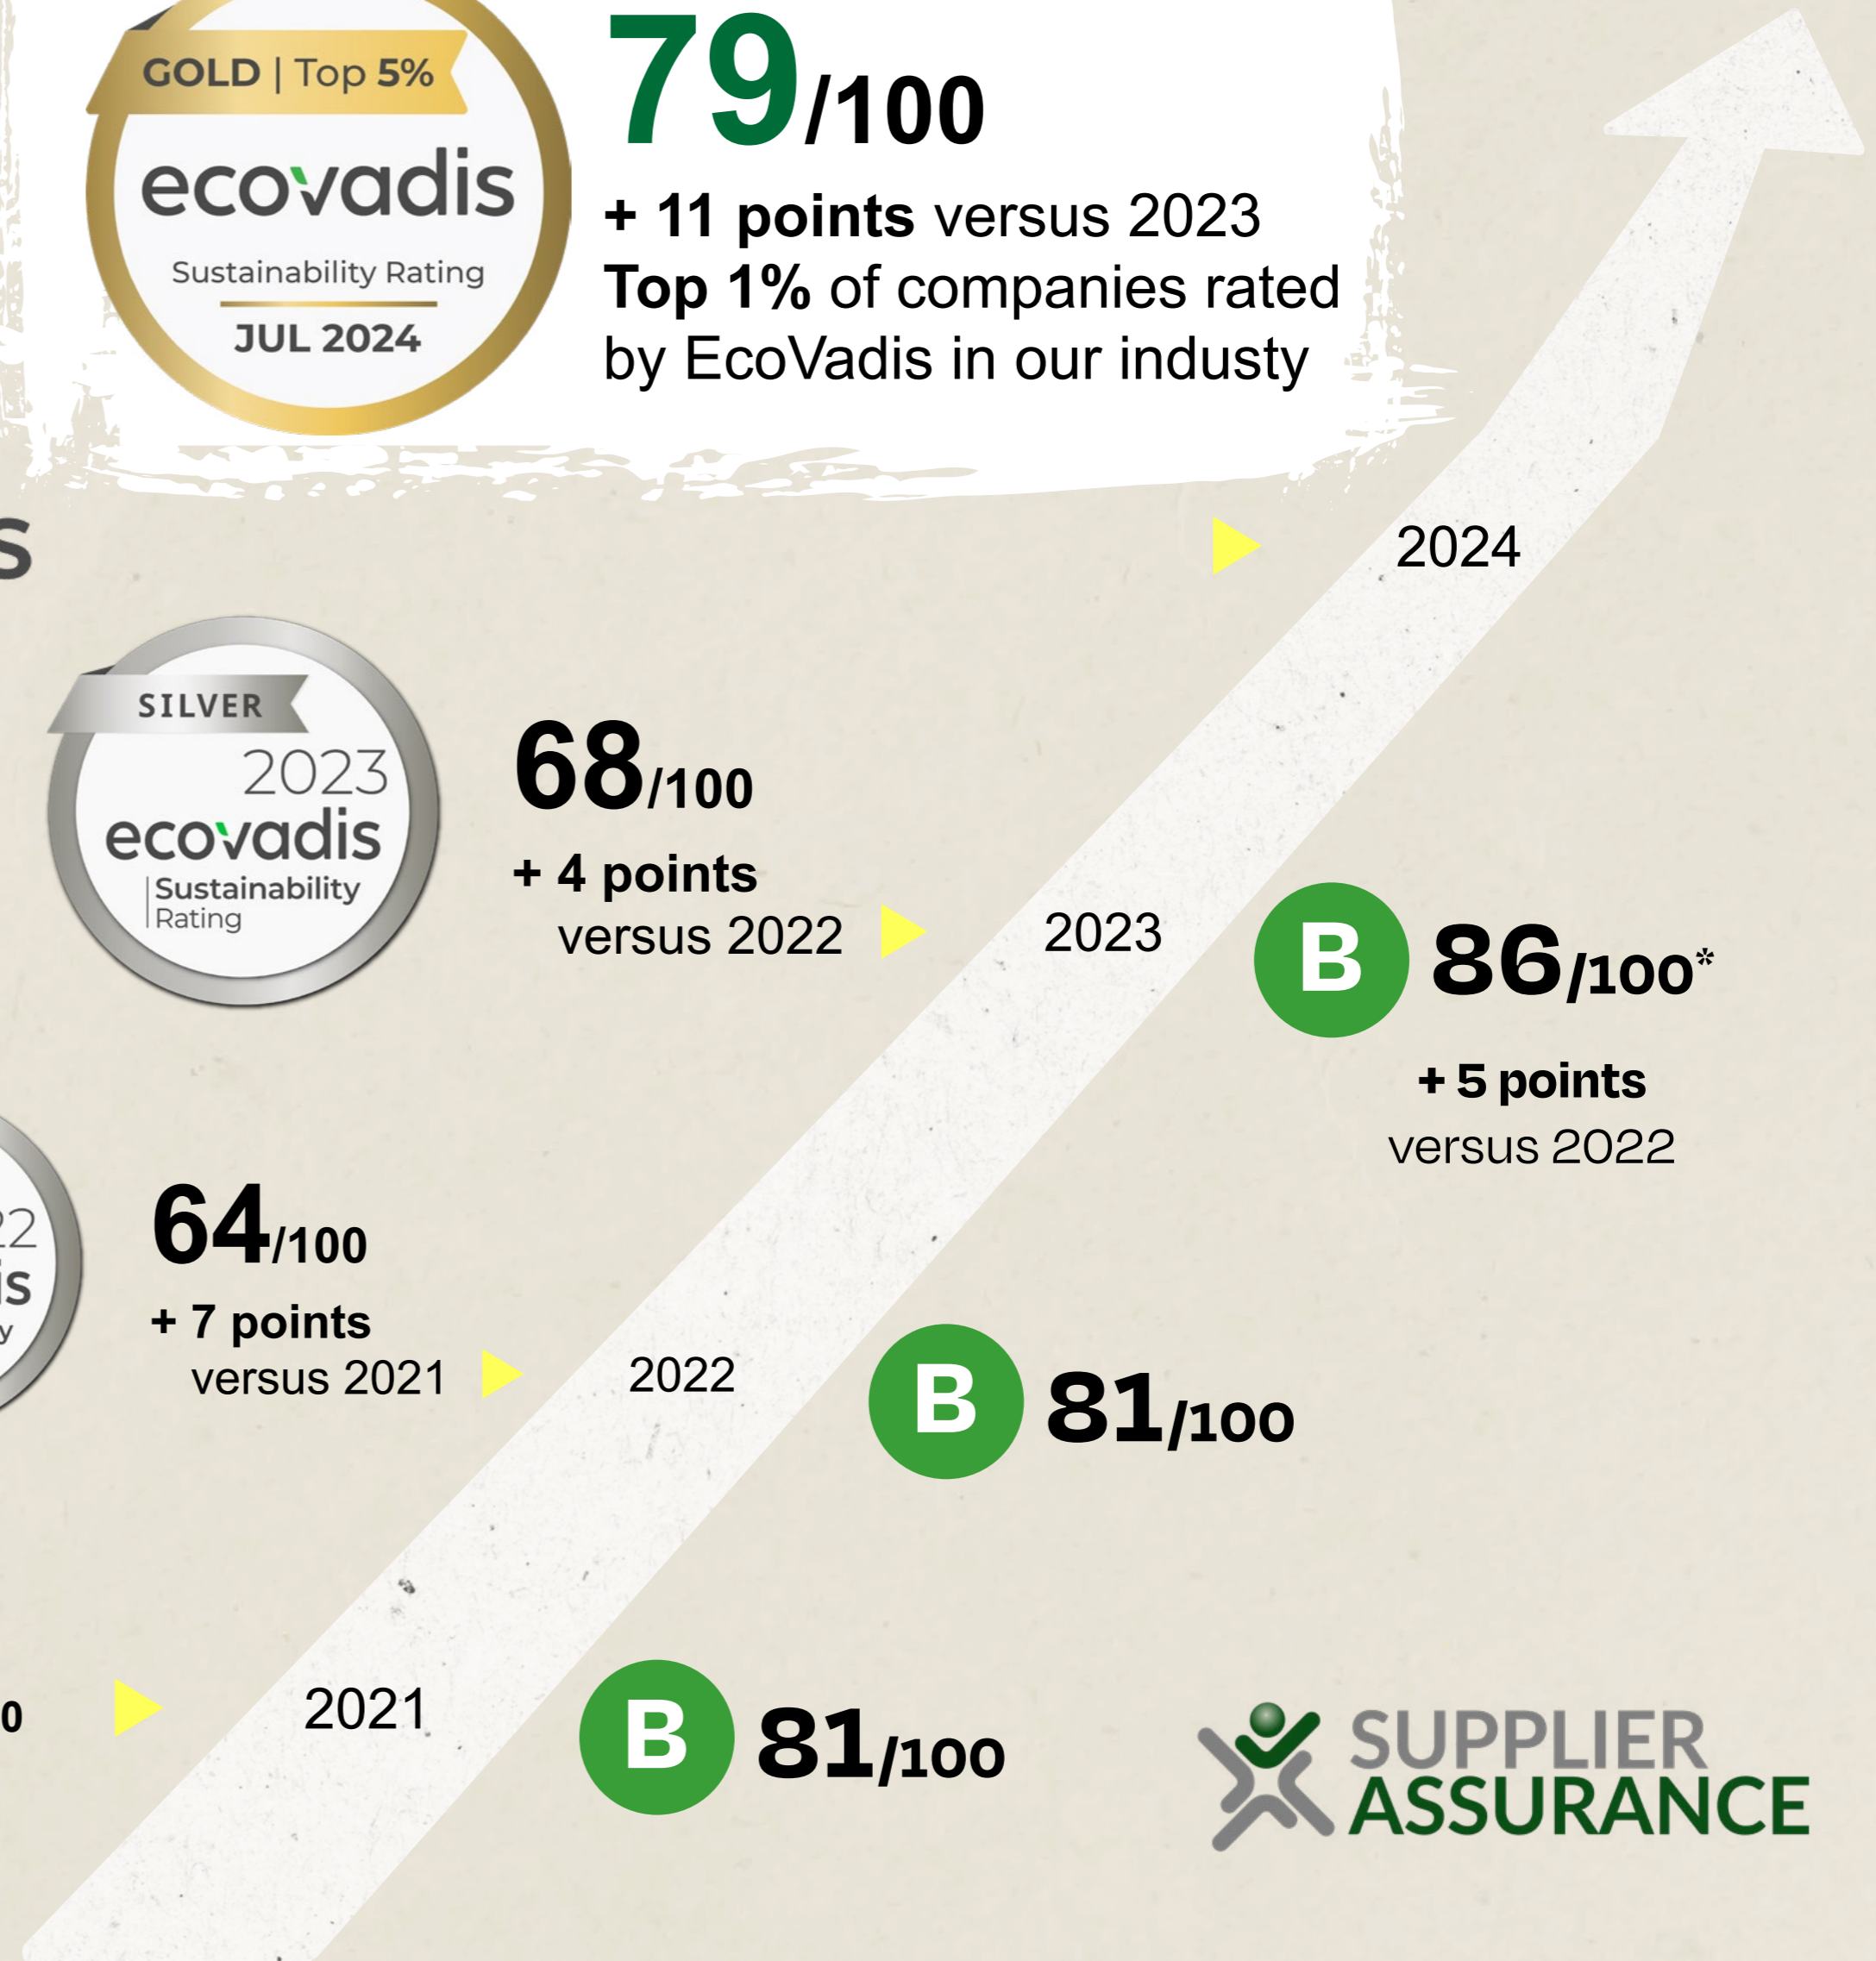 GOLD | Top 5%
ecovadis
Sustainability Rating
JUL 2024
79/100
+ 11 points versus 2023
Top 1% of companies rated
by EcoVadis in our industy
S
2024
SILVER
2023
ecovadis
Sustainability
Rating
68/100
+ 4 points
versus 2022
2023
B 86/100*
+ 5 points
versus 2022
22
is
y
64/100
+ 7 points
versus 2021
2022
B 81/100
0
2021
B 81/100
SUPPLIER
ASSURANCE